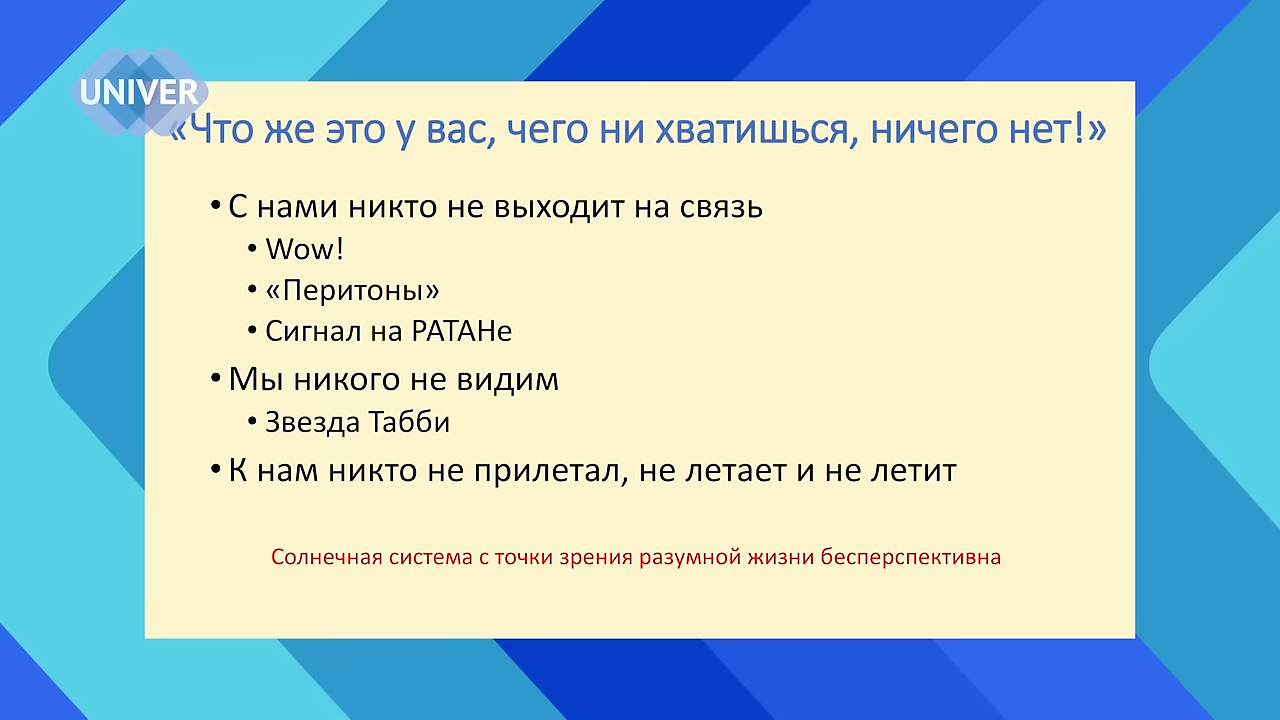 UNIVER
«Что же это у вас, чего ни хватишься, ничего нет!»
• С нами никто не выходит на связь
• Wow!
• «Перитоны»
• Сигнал на РАТАНе
• Мы никого не видим
• Звезда Табби
• К нам никто не прилетал, не летает и не летит
Солнечная система с точки зрения разумной жизни бесперспективна